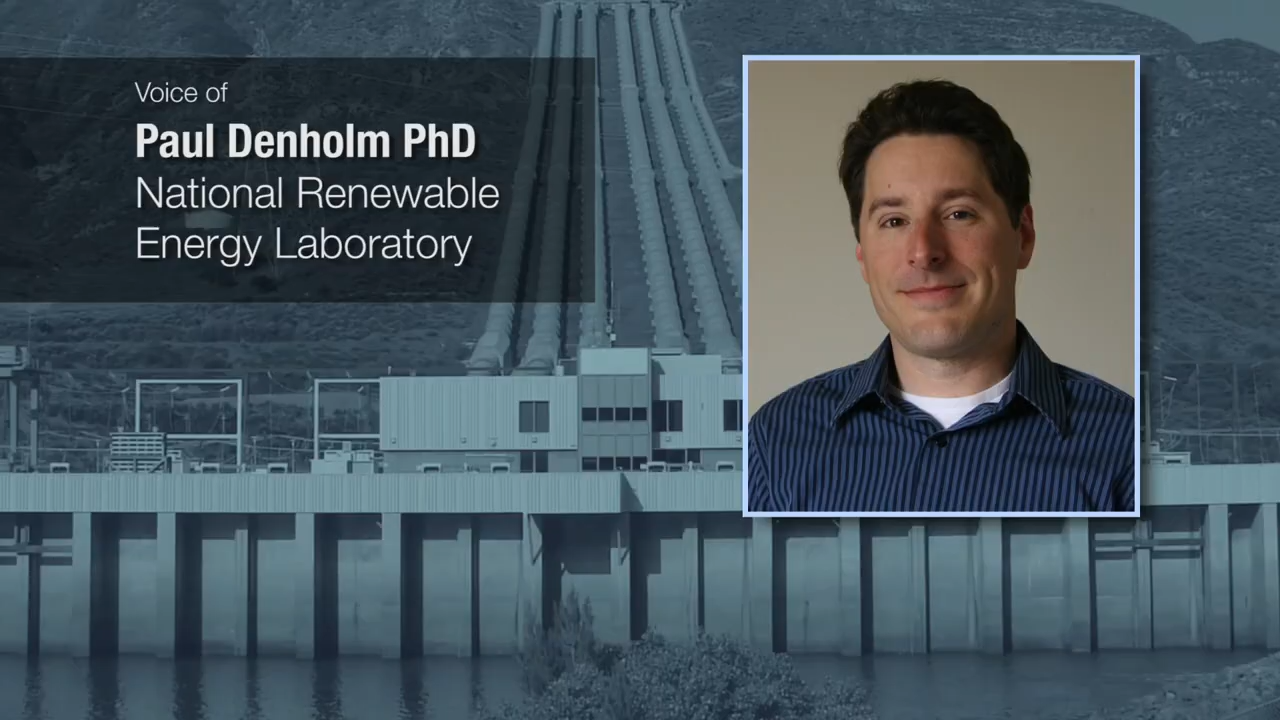 Voice of
Paul Denholm PhD
National Renewable
Energy Laboratory